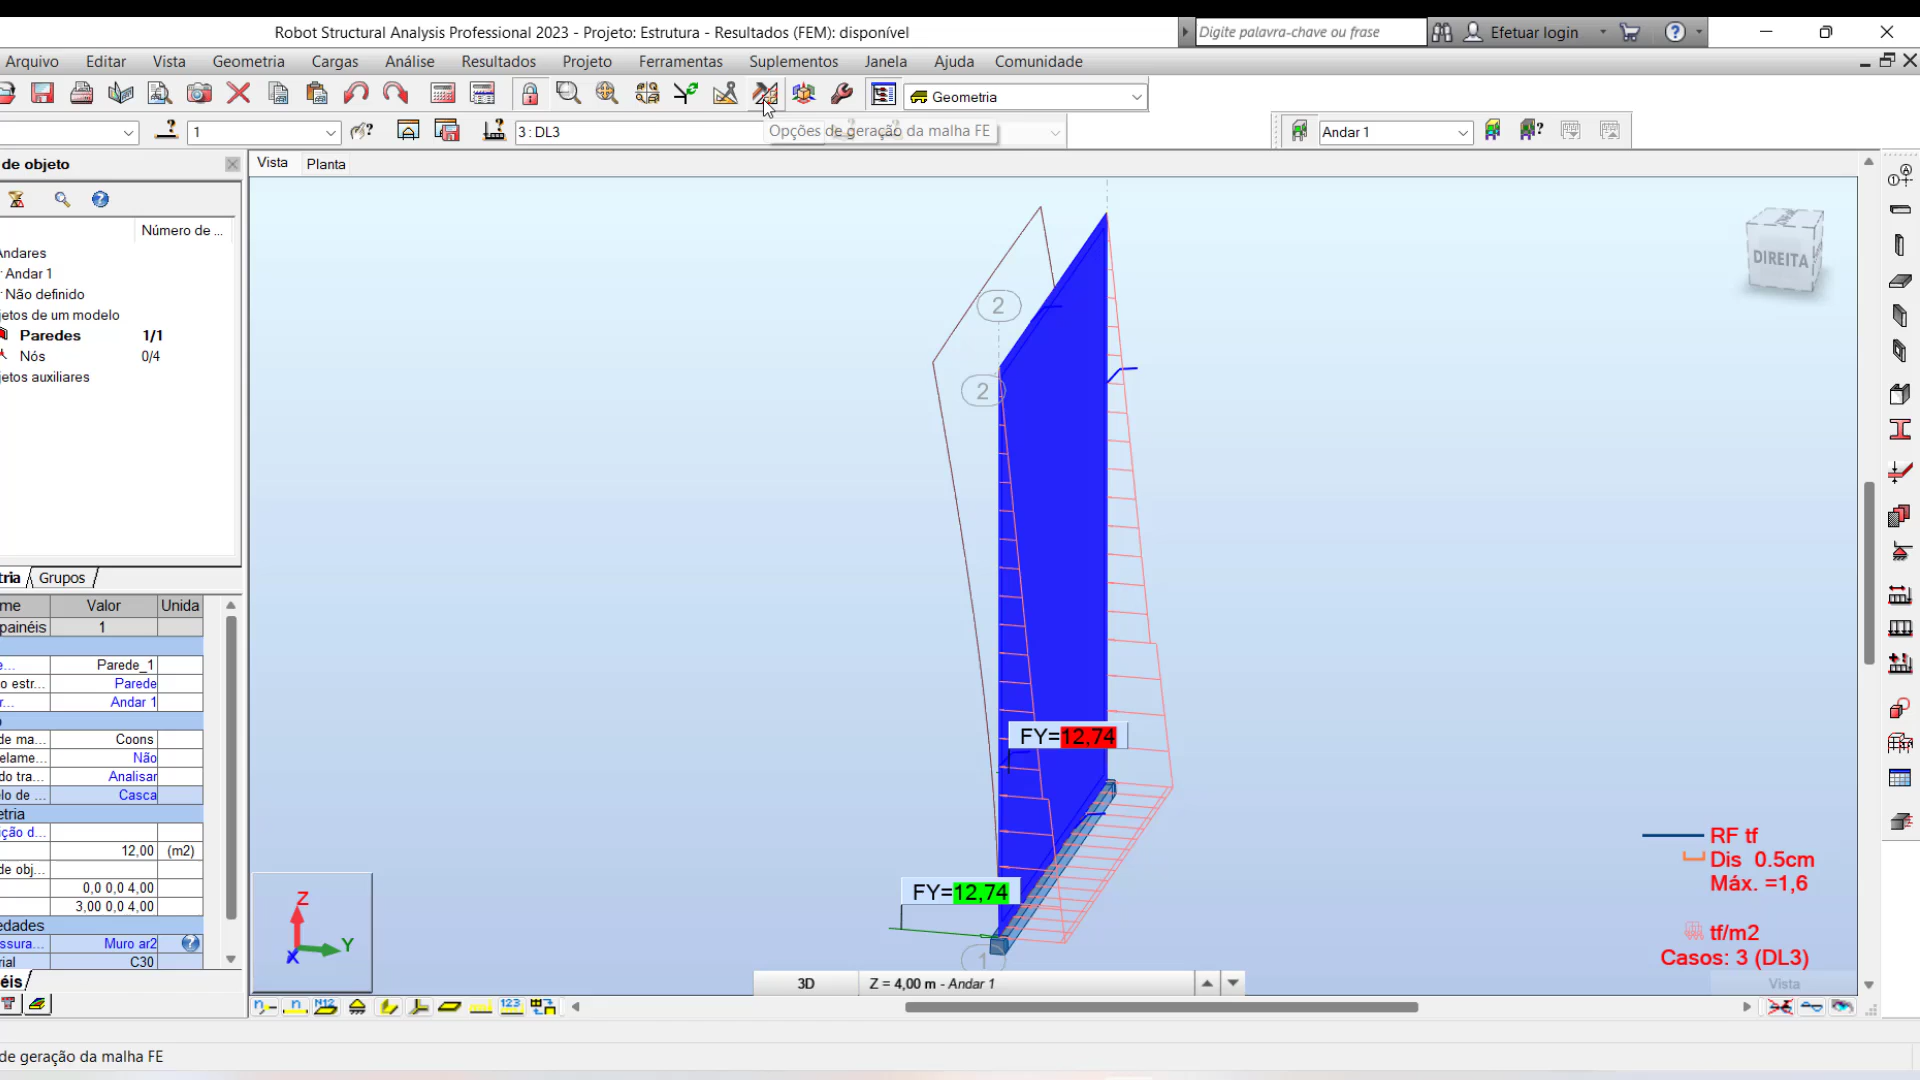 Robot Structural Analysis Professional 2023 - Projeto: Estrutura - Resultados (FEM): disponível
Digite palavra-chave ou frase
Efetuar login
Arquivo Editar Vista Geometria Cargas Análise Resultados Projeto Ferramentas Suplementos Janela Ajuda Comunidade
Geometria
1
3: DL3
Opções de geração da malha FE
Andar 1
de objeto
Vista
Planta
Número de ...
Andares
Andar 1
Não definido
jetos de um modelo
Paredes 1/1
Nós 0/4
jetos auxiliares
tria
Grupos
me Valor Unida
painéis 1
e... Parede_1
o estr... Parede
r... Andar 1
o
de ma... Coons
elame... Não
do tra... Analisar
elo de ... Casca
etria
ição d...
12,00 (m2)
de obj...
0,0 0,0 4,00
3,00 0,0 4,00
edades
ssura... Muro ar2
rial C30
éis
2
2
FY=12,74
FY=12,74
1
DIREITA
RF tf
Dis 0.5cm
Máx. =1,6
tf/m2
Casos: 3 (DL3)
Vista
Z
Y
X
3D
Z = 4,00 m - Andar 1
de geração da malha FE